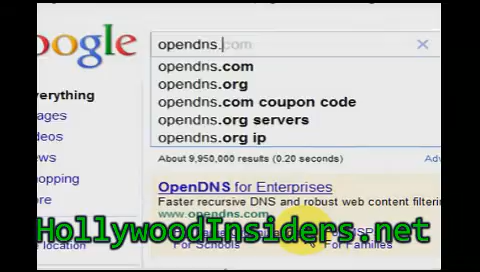 oogle
opendns.com
opendns.com
opendns.org
opendns.com coupon code
opendns.org servers
opendns.org ip
everything
ages
deos
ews
opping
ore
e location
About 9,950,000 results (0.20 seconds)
Adv
OpenDNS for Enterprises
Faster recursive DNS and robust web content filterin
www.opendns.com
For Schools
For Families
HollywoodInsiders.net